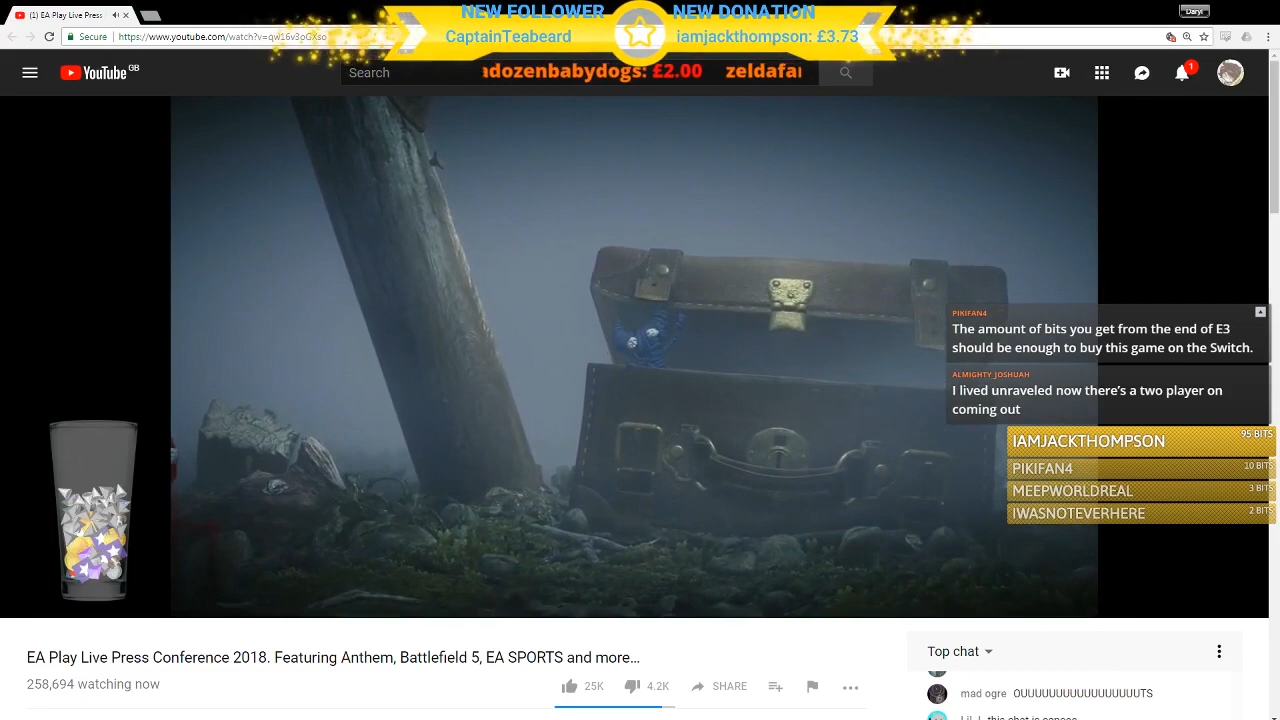 (1) EA Play Live Press
Daryl
Secure
https://www.youtube.com/watch?v=qw16v3oGXso
NEW FOLLOWER
NEW DONATION
CaptainTeabeard
iamjackthompson: £3.73
YouTube GB
Search
adozenbabydogs: £2.00 zeldafa
1
PIKIFAN4
The amount of bits you get from the end of E3
should be enough to buy this game on the Switch.
ALMIGHTY JOSHUAH
I lived unraveled now there's a two player on
coming out
IAMJACKTHOMPSON 95 BITS
PIKIFAN4 10 BITS
MEEPWORLDREAL 3 BITS
IWASNOTEVERHERE 2 BITS
EA Play Live Press Conference 2018. Featuring Anthem, Battlefield 5, EA SPORTS and more...
258,694 watching now
25K 4.2K SHARE
Top chat
mad ogre OUUUUUUUUUUUUUUUUTS